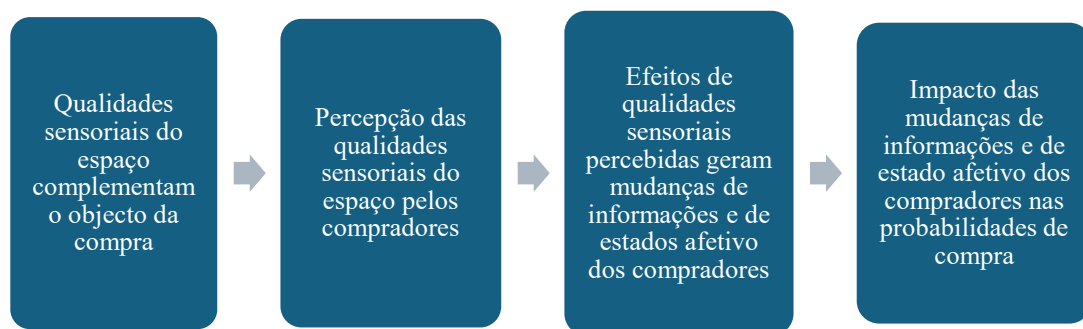 Qualidades
sensoriais do
espaço
complementam
o objecto da
compra
Percepção das
qualidades
sensoriais do
espaço pelos
compradores
Efeitos de
qualidades
sensoriais
percebidas geram
mudanças de
informações e de
estados afetivo
dos compradores
Impacto das
mudanças de
informações e de
estado afetivo dos
compradores nas
probabilidades de
compra